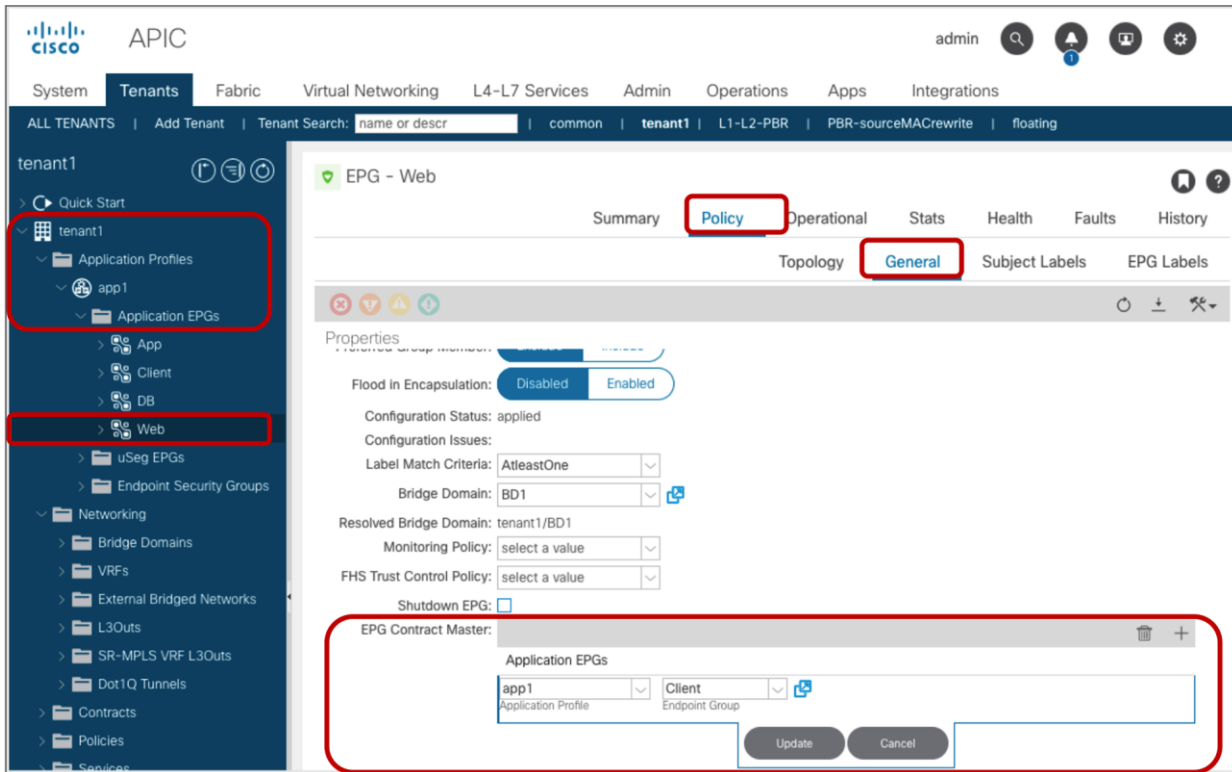 CISCO APIC admin
1
System Tenants Fabric Virtual Networking L4-L7 Services Admin Operations Apps Integrations
ALL TENANTS | Add Tenant | Tenant Search: name or descr | common | tenant1 | L1-L2-PBR | PBR-sourceMACrewrite | floating
tenant1
Quick Start
tenant1
Application Profiles
app1
Application EPGs
App
Client
DB
Web
uSeg EPGs
Endpoint Security Groups
Networking
Bridge Domains
VRFs
External Bridged Networks
L3Outs
SR-MPLS VRF L3Outs
Dot1Q Tunnels
Contracts
Policies
Services
EPG - Web
Summary Policy Operational Stats Health Faults History
Topology General Subject Labels EPG Labels
Properties
Preferred Group Member: Exclude Include
Flood in Encapsulation: Disabled Enabled
Configuration Status: applied
Configuration Issues:
Label Match Criteria: AtleastOne
Bridge Domain: BD1
Resolved Bridge Domain: tenant1/BD1
Monitoring Policy: select a value
FHS Trust Control Policy: select a value
Shutdown EPG:
EPG Contract Master:
Application EPGs
app1 Client
Application Profile Endpoint Group
Update Cancel